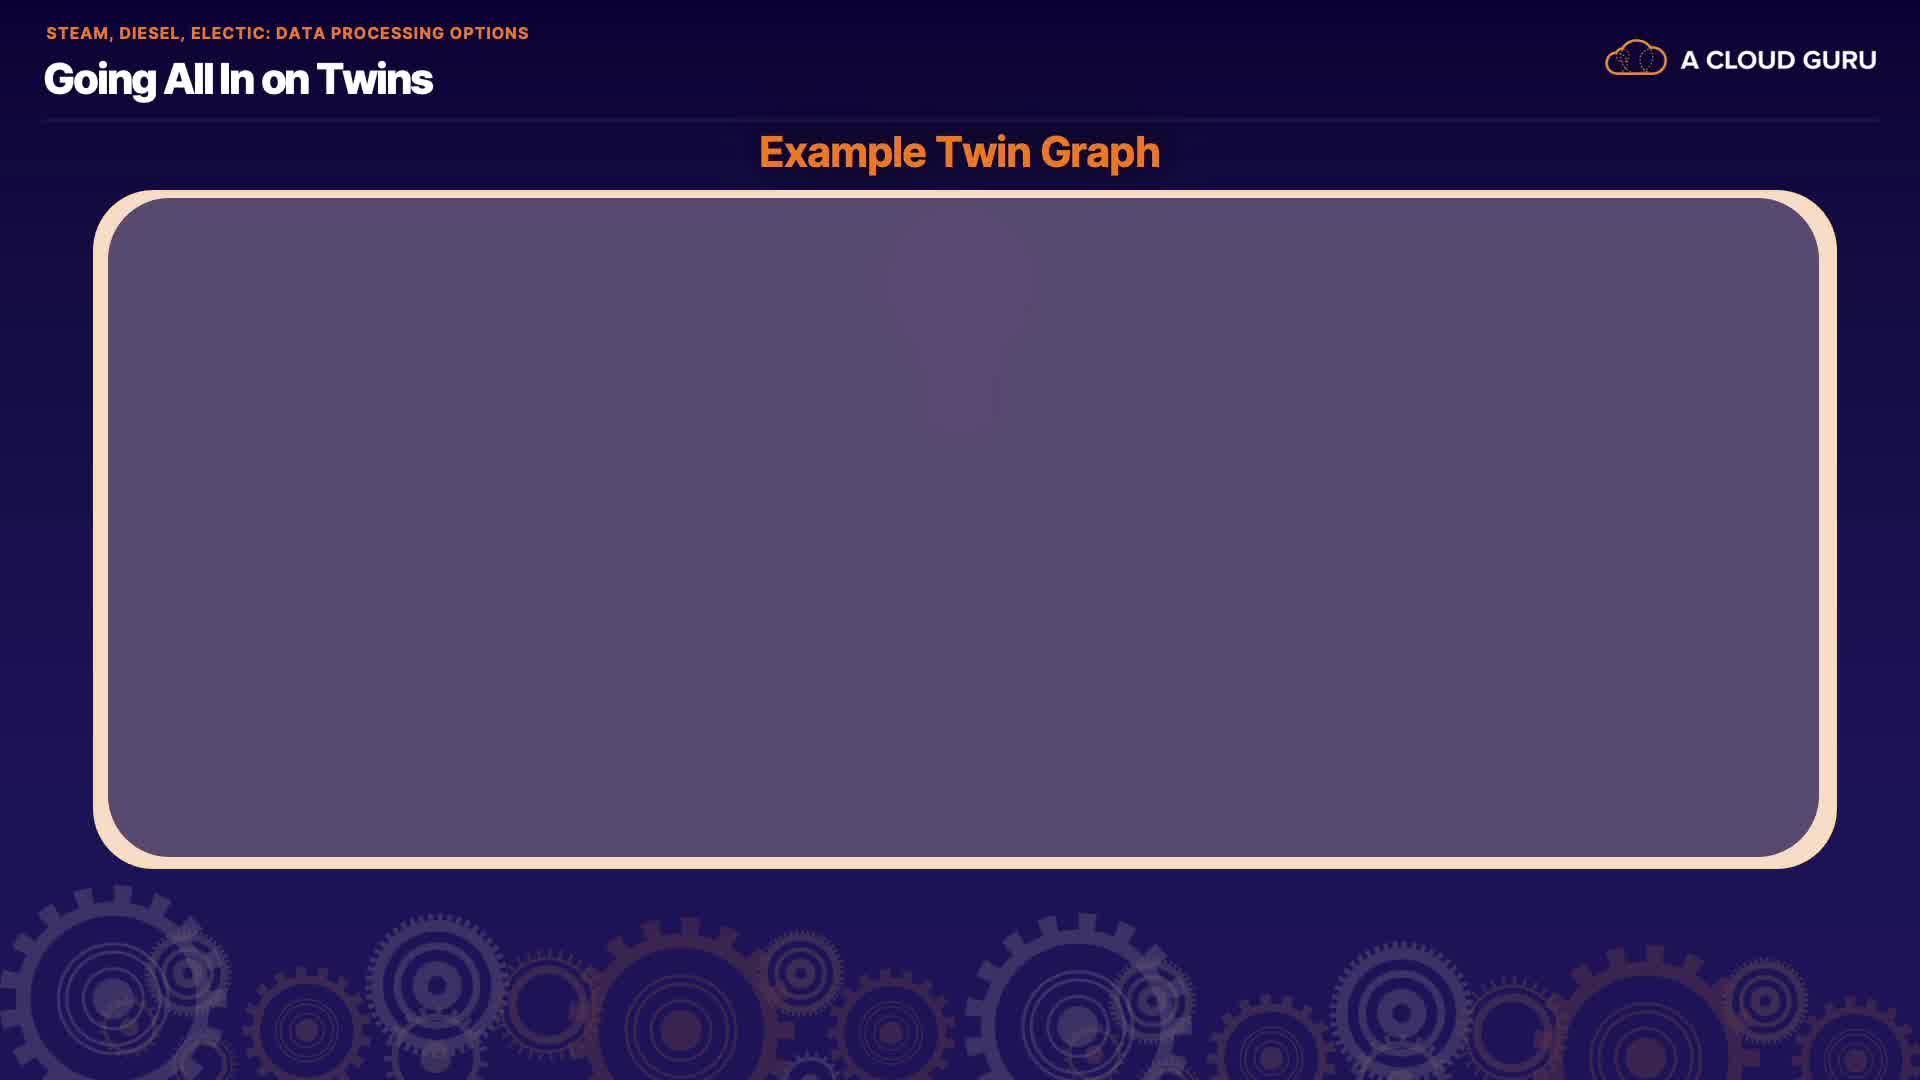 STEAM, DIESEL, ELECTIC: DATA PROCESSING OPTIONS
Going All In on Twins
A CLOUD GURU
Example Twin Graph